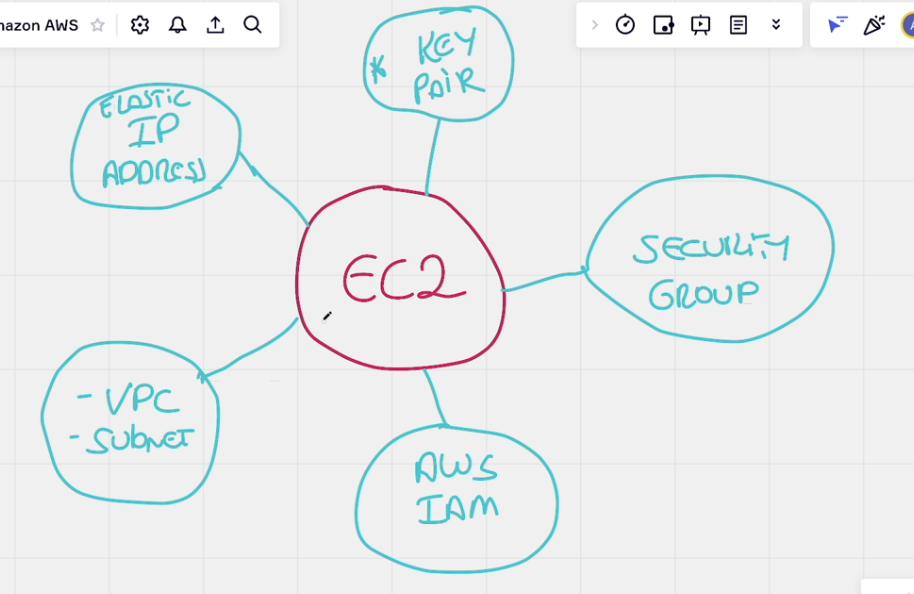 mazon AWS
* KEY
PAIR
ELASTIC
IP
ADDRESS
EC2
SECURITY
GROUP
- VPC
- SUBNET
AWS
IAM